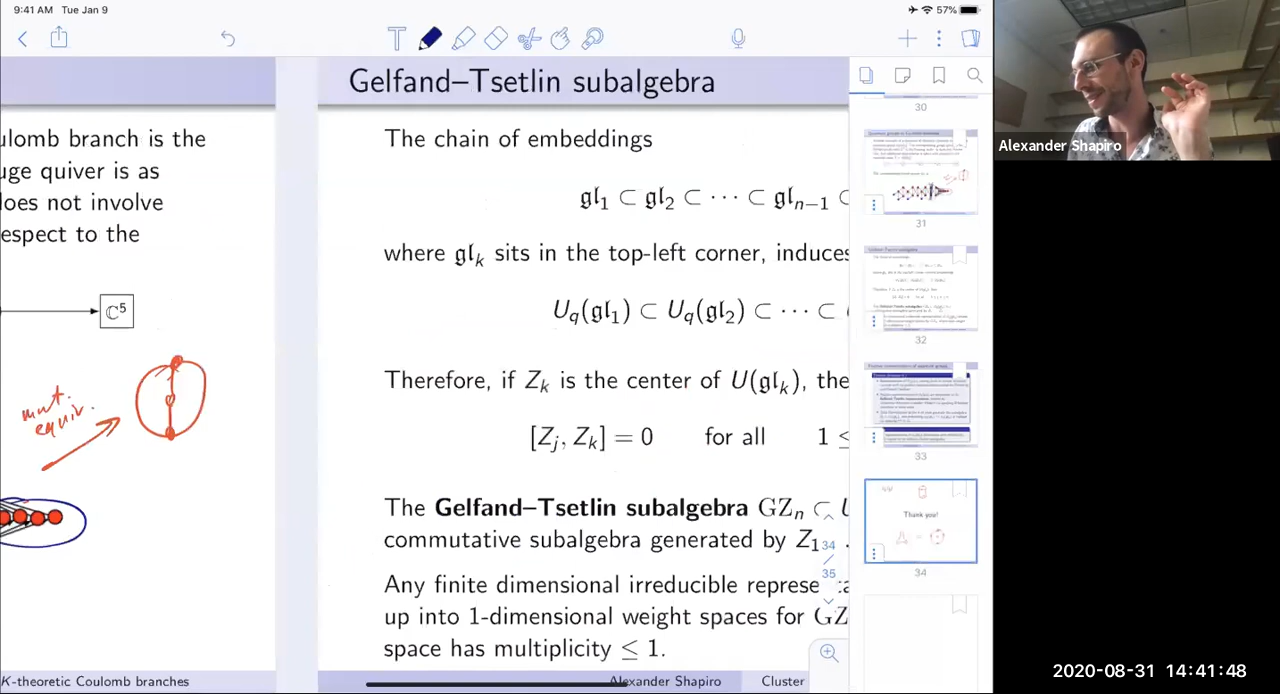 9:41 AM Tue Jan 9
57%
Gelfand–Tsetlin subalgebra
ulomb branch is the
uge quiver is as
does not involve
espect to the
ℂ⁵
mut.
equiv.
The chain of embeddings
𝔤𝔩₁ ⊂ 𝔤𝔩₂ ⊂ ⋯ ⊂ 𝔤𝔩ₙ₋₁ ⊂
where 𝔤𝔩ₖ sits in the top-left corner, induces
U_q(𝔤𝔩₁) ⊂ U_q(𝔤𝔩₂) ⊂ ⋯ ⊂
Therefore, if Zₖ is the center of U(𝔤𝔩ₖ), the
[Zⱼ, Zₖ] = 0 for all 1 ≤
The Gelfand–Tsetlin subalgebra GZₙ ⊂ U
commutative subalgebra generated by Z₁
Any finite dimensional irreducible represe
up into 1-dimensional weight spaces for GZ
space has multiplicity ≤ 1.
34
/
35
K-theoretic Coulomb branches
Alexander Shapiro
Cluster
30
31
32
33
Thank you!
34
Alexander Shapiro
2020-08-31 14:41:48